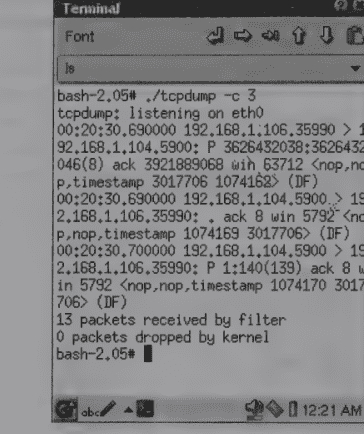 Terminal
Font
ls
bash-2.05# ./tcpdump -c 3
tcpdump: listening on eth0
00:20:30.690000 192.168.1.106.35990 > 1
92.168.1.104.5900: P 3626432038:3626432
046(8) ack 3921889068 win 63712 <nop,no
p,timestamp 3017706 1074168> (DF)
00:20:30.690000 192.168.1.104.5900 > 19
2.168.1.106.35990: . ack 8 win 5792 <no
p,nop,timestamp 1074169 3017706> (DF)
00:20:30.700000 192.168.1.104.5900 > 19
2.168.1.106.35990: P 1:140(139) ack 8 w
in 5792 <nop,nop,timestamp 1074170 3017
706> (DF)
13 packets received by filter
0 packets dropped by kernel
bash-2.05#
abc 12:21 AM